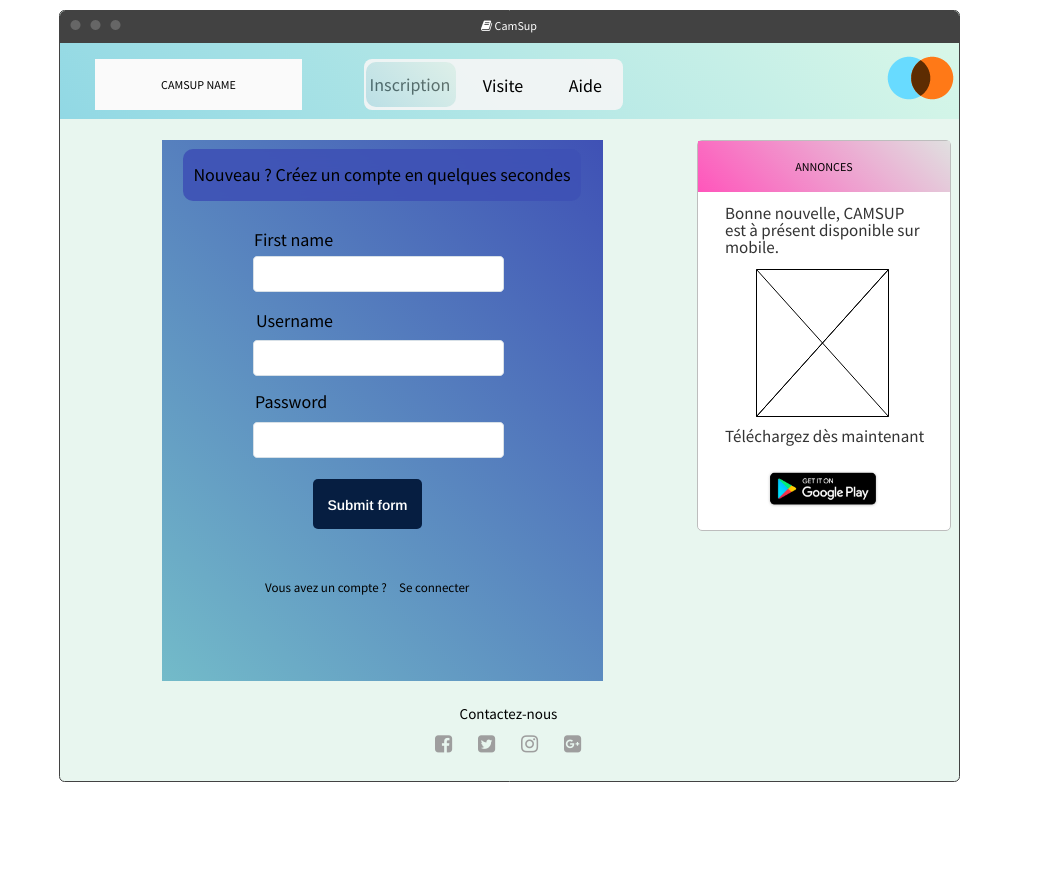 CamSup
CAMSUP NAME
Inscription
Visite
Aide
Nouveau ? Créez un compte en quelques secondes
First name
Username
Password
Submit form
Vous avez un compte ? Se connecter
ANNONCES
Bonne nouvelle, CAMSUP
est à présent disponible sur
mobile.
Téléchargez dès maintenant
GET IT ON
Google Play
Contactez-nous